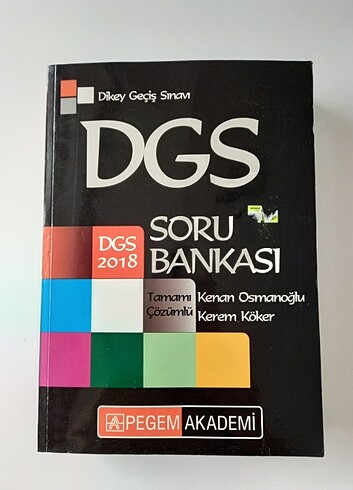 Dikey Geçiş Sınavı
DGS
DGS
2018
SORU
BANKASI
Tamamı
Çözümlü
Kenan Osmanoğlu
Kerem Köker
PEGEM AKADEMİ